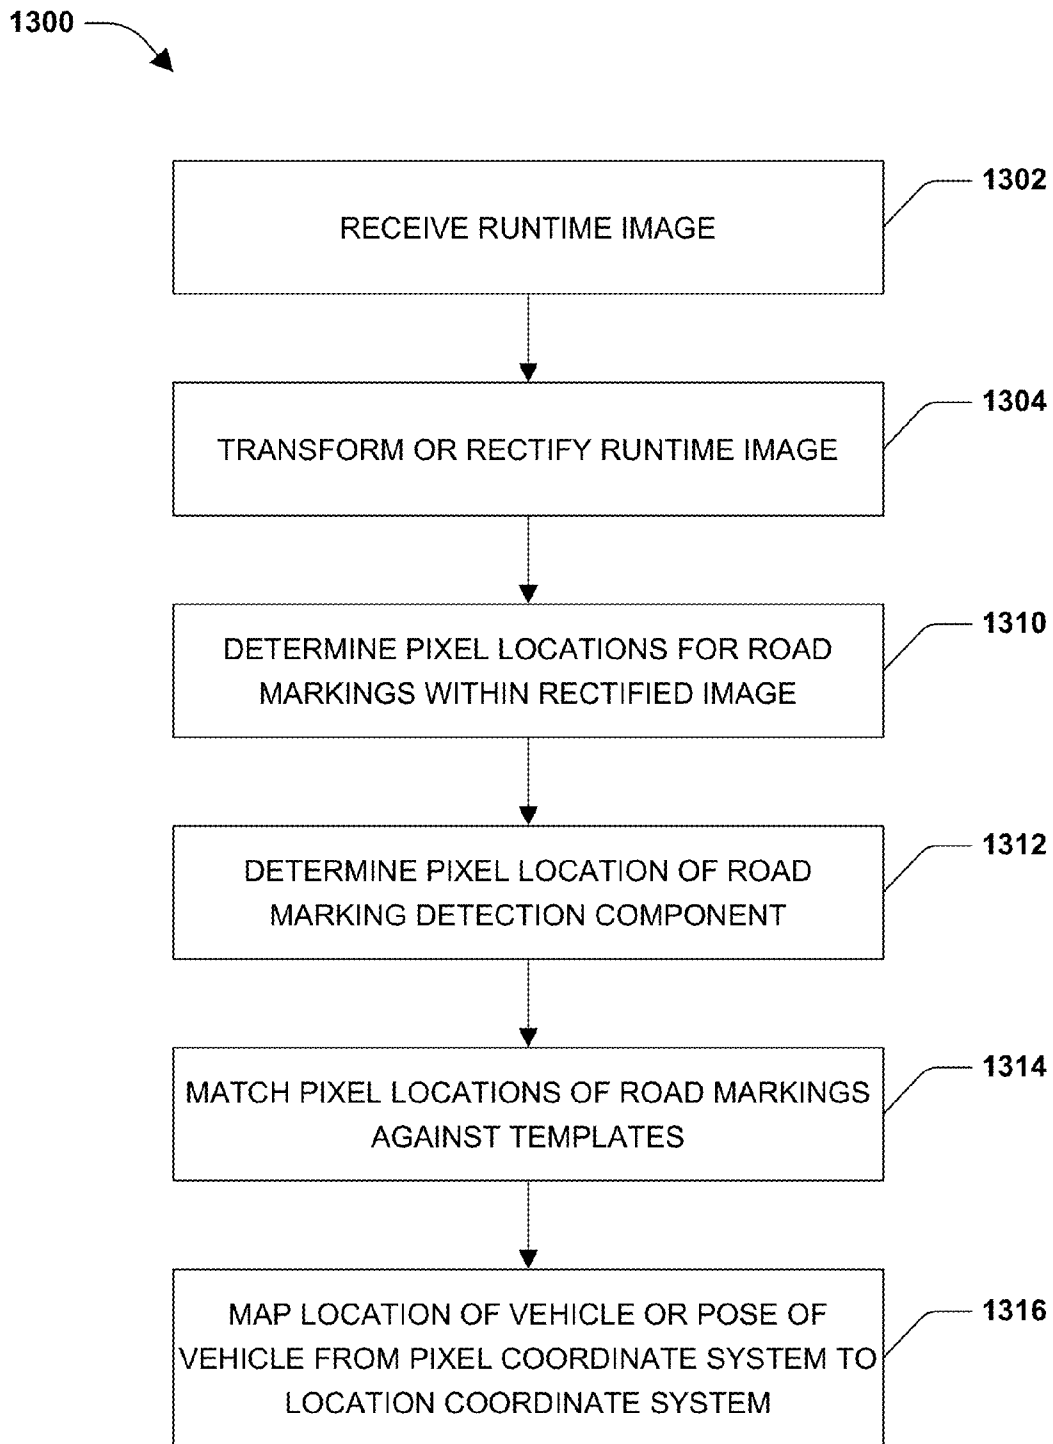 1300
1302
RECEIVE RUNTIME IMAGE
1304
TRANSFORM OR RECTIFY RUNTIME IMAGE
1310
DETERMINE PIXEL LOCATIONS FOR ROAD
MARKINGS WITHIN RECTIFIED IMAGE
1312
DETERMINE PIXEL LOCATION OF ROAD
MARKING DETECTION COMPONENT
1314
MATCH PIXEL LOCATIONS OF ROAD MARKINGS
AGAINST TEMPLATES
1316
MAP LOCATION OF VEHICLE OR POSE OF
VEHICLE FROM PIXEL COORDINATE SYSTEM TO
LOCATION COORDINATE SYSTEM